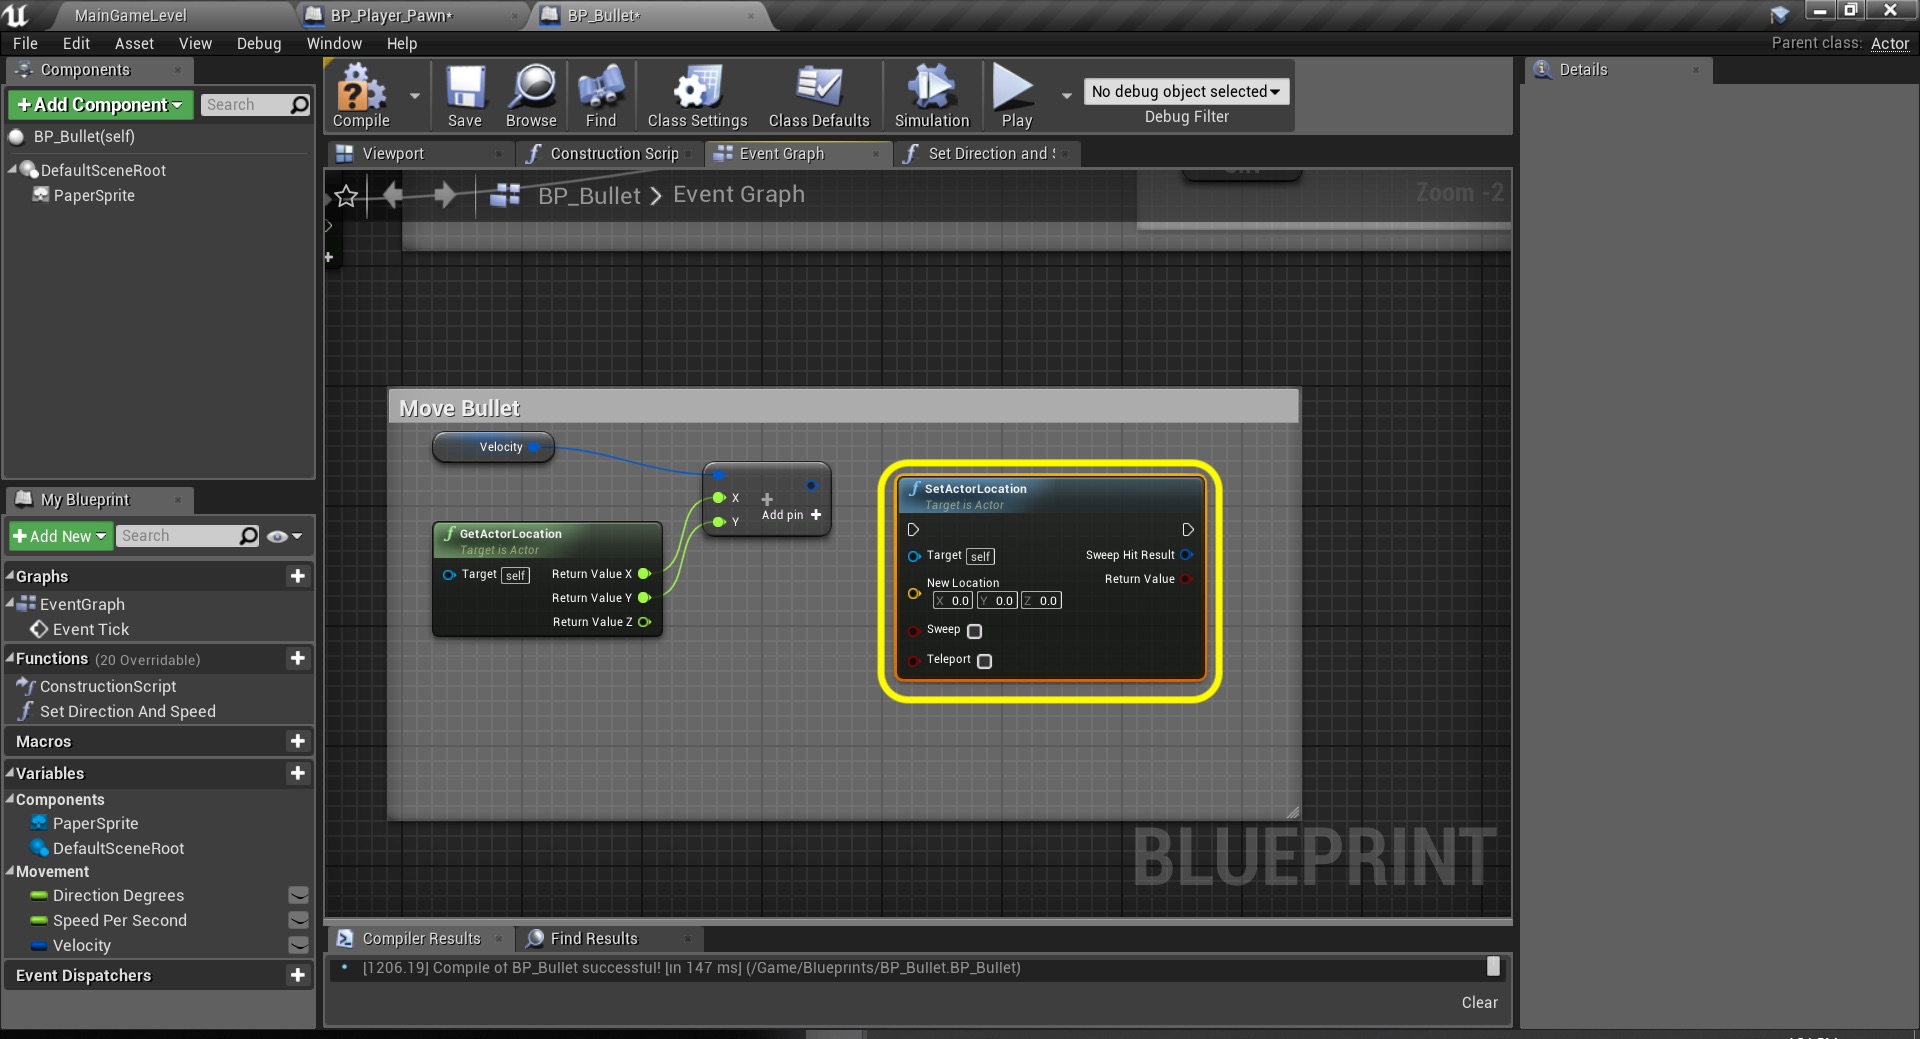 MainGameLevel
BP_Player_Pawn*
BP_Bullet*
File Edit Asset View Debug Window Help
Parent class: Actor
Components
Add Component
Search
BP_Bullet(self)
DefaultSceneRoot
PaperSprite
Compile
Save
Browse
Find
Class Settings
Class Defaults
Simulation
Play
No debug object selected
Debug Filter
Details
Viewport
Construction Scrip
Event Graph
Set Direction and
BP_Bullet > Event Graph
Zoom -2
Move Bullet
Velocity
X
Y
Add pin +
GetActorLocation
Target is Actor
Target self
Return Value X
Return Value Y
Return Value Z
SetActorLocation
Target is Actor
Target self
Sweep Hit Result
New Location
Return Value
X 0.0 Y 0.0 Z 0.0
Sweep
Teleport
BLUEPRINT
My Blueprint
Add New
Search
Graphs
EventGraph
Event Tick
Functions (20 Overridable)
ConstructionScript
Set Direction And Speed
Macros
Variables
Components
PaperSprite
DefaultSceneRoot
Movement
Direction Degrees
Speed Per Second
Velocity
Event Dispatchers
Compiler Results
Find Results
[1206.19] Compile of BP_Bullet successful! [in 147 ms] (/Game/Blueprints/BP_Bullet.BP_Bullet)
Clear